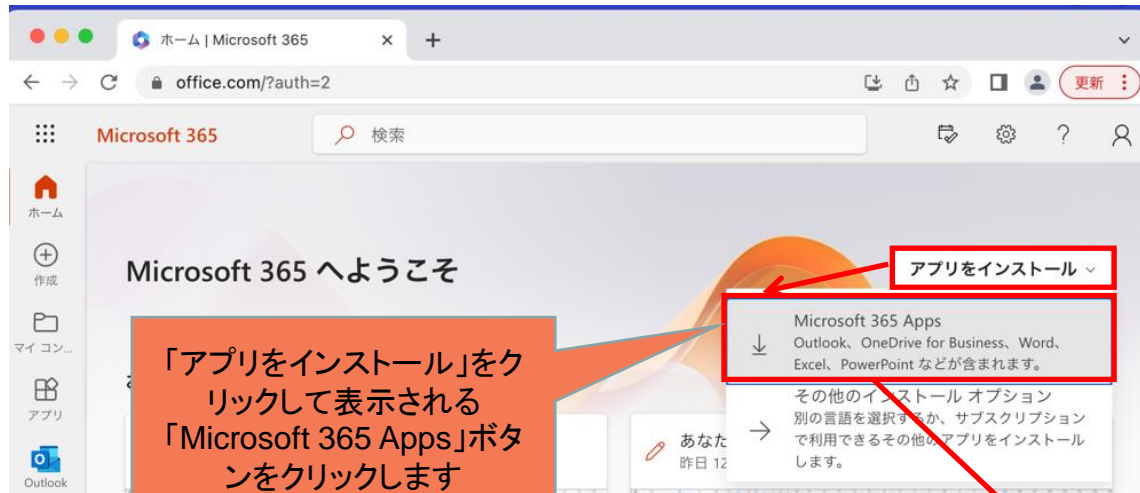 ホーム | Microsoft 365
office.com/?auth=2
更新
Microsoft 365
検索
ホーム
作成
マイ コン...
アプリ
Outlook
Microsoft 365 へようこそ
アプリをインストール
Microsoft 365 Apps
Outlook、OneDrive for Business、Word、
Excel、PowerPoint などが含まれます。
その他のインストール オプション
別の言語を選択するか、サブスクリプション
で利用できるその他のアプリをインストール
します。
「アプリをインストール」をク
リックして表示される
「Microsoft 365 Apps」ボタ
ンをクリックします
あなた
昨日 12